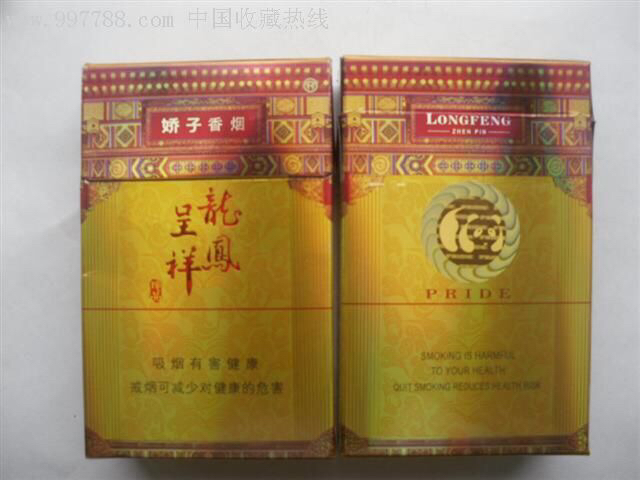 www.997788.com 中国收藏热线
娇子香烟
®
龍鳳
呈祥
吸烟有害健康
戒烟可减少对健康的危害
LONGFENG
ZHEN PIN
PRIDE
SMOKING IS HARMFUL
TO YOUR HEALTH
QUIT SMOKING REDUCES HEALTH RISK